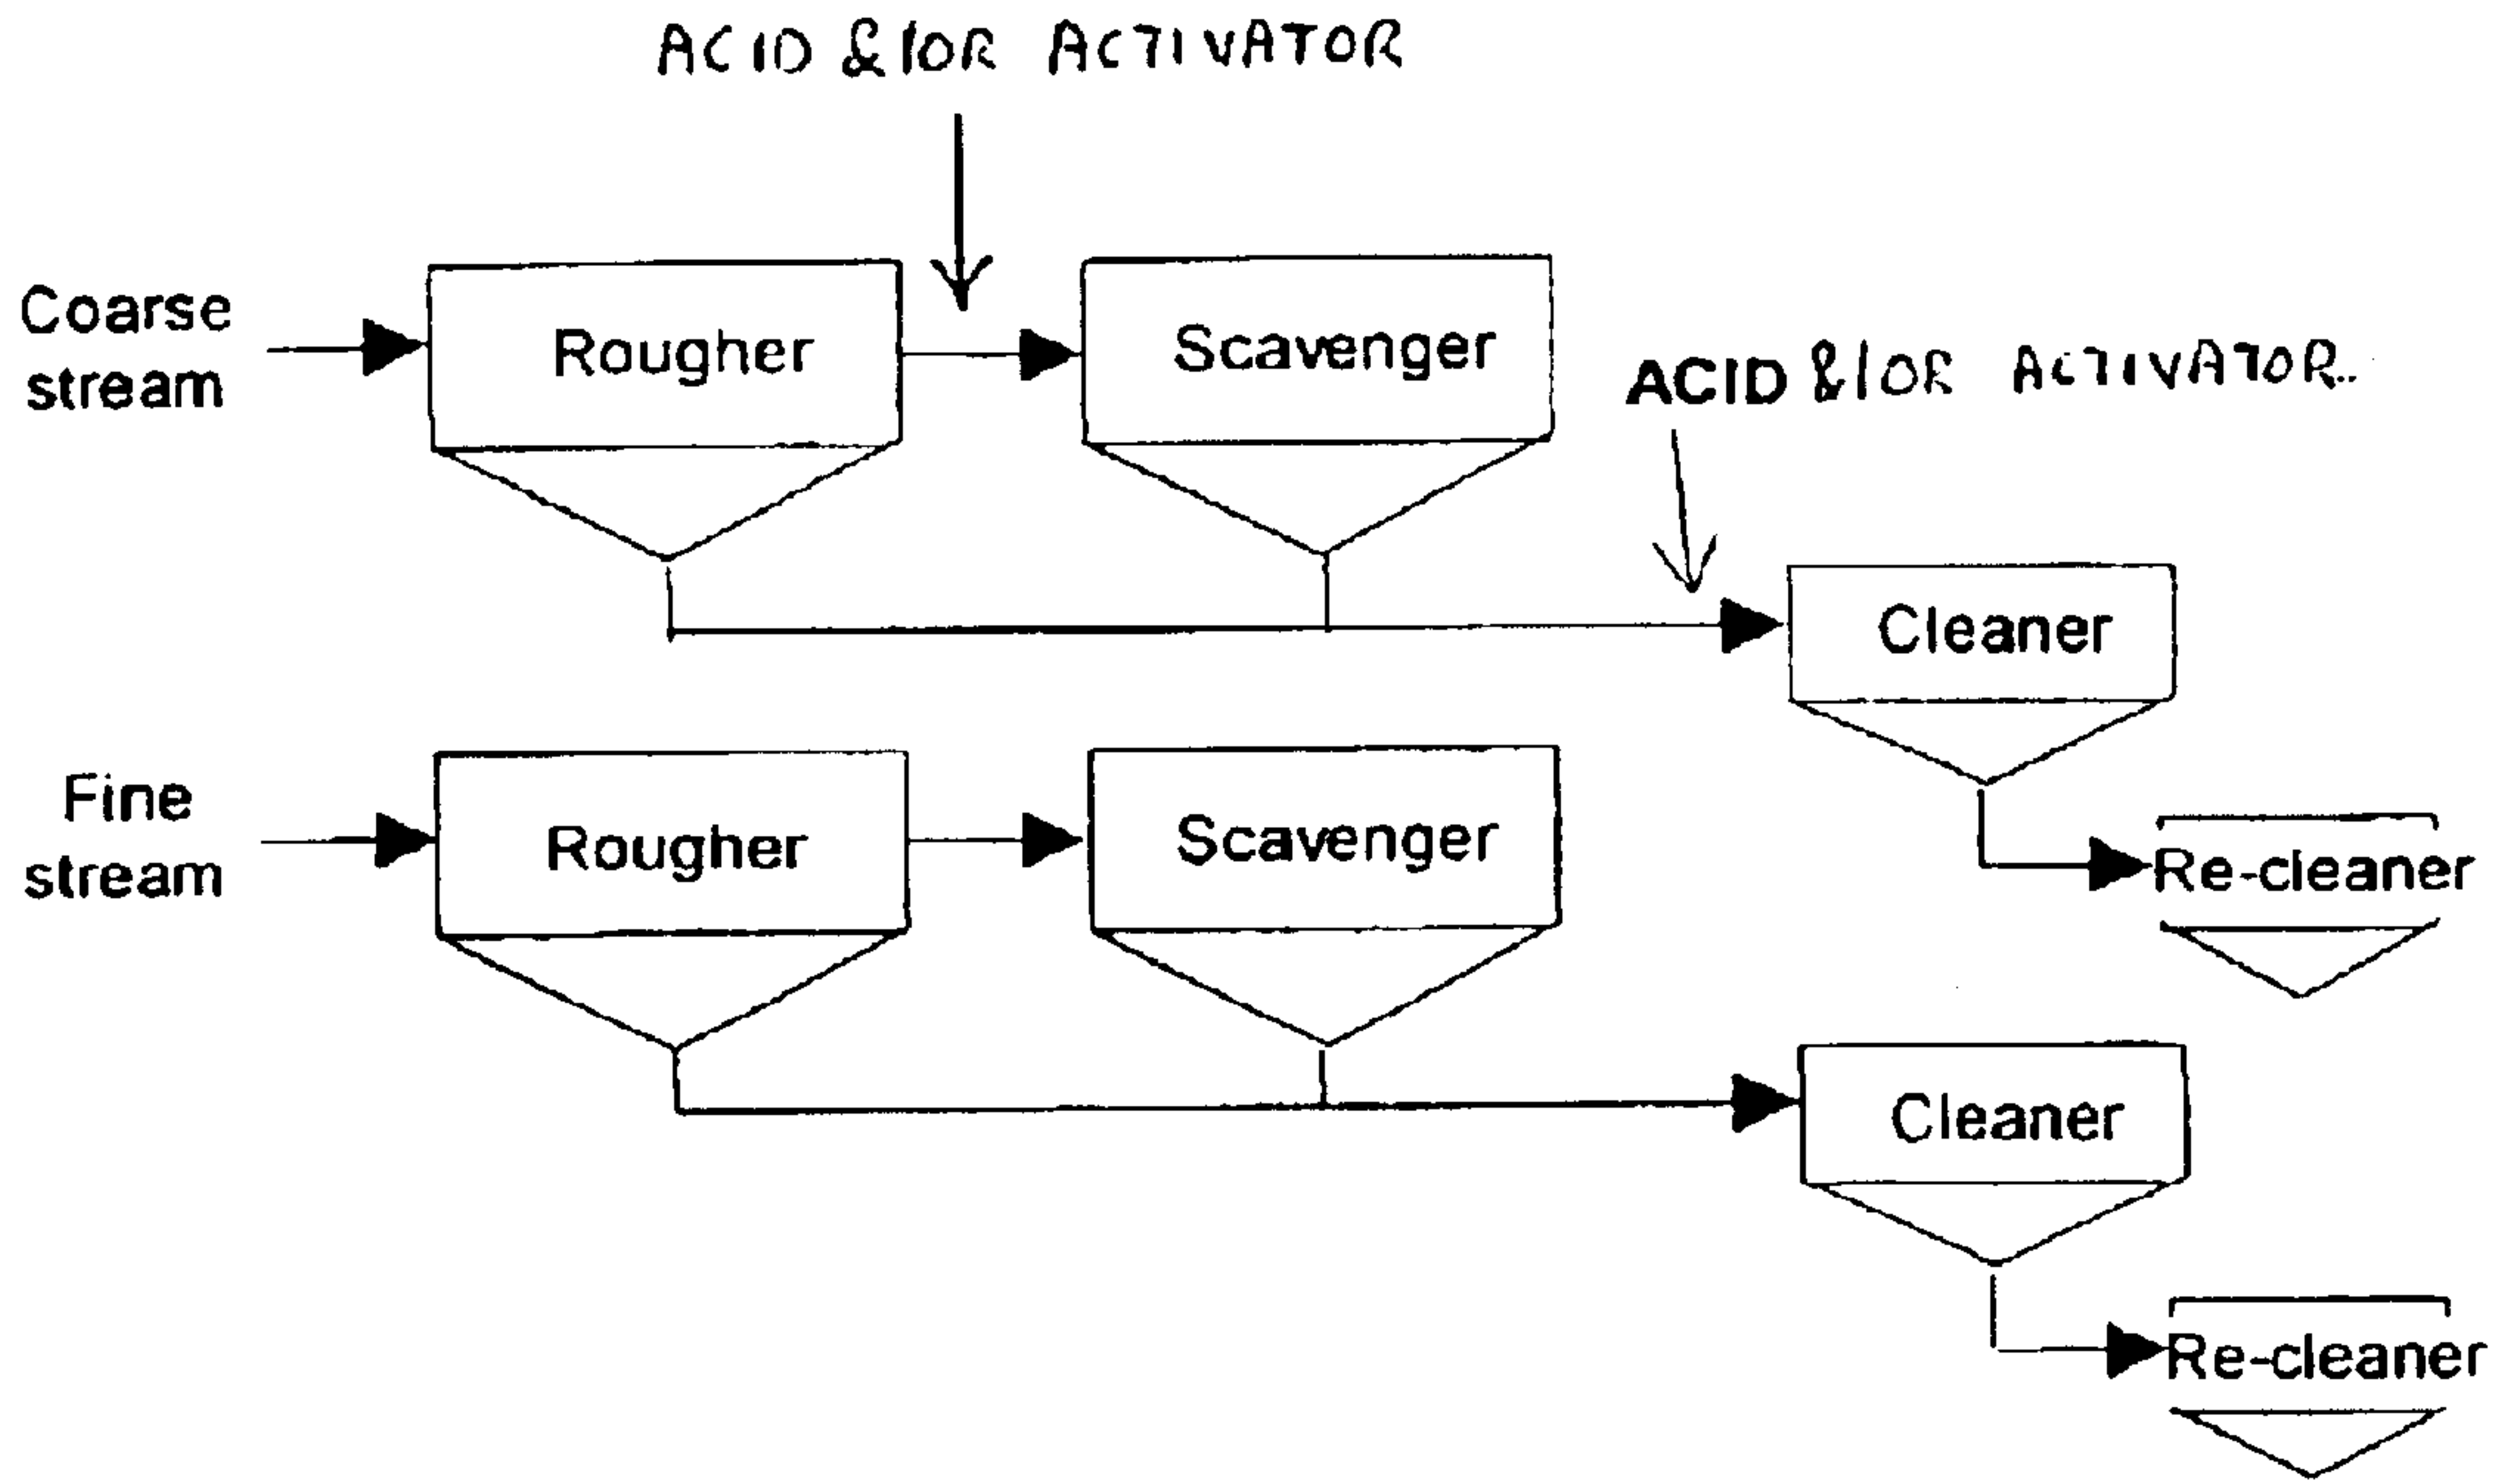 ACID &/OR ACTIVATOR
Coarse
stream
Rougher
Scavenger
ACID &/OR ACTIVATOR..
Cleaner
Re-cleaner
Fine
stream
Rougher
Scavenger
Cleaner
Re-cleaner